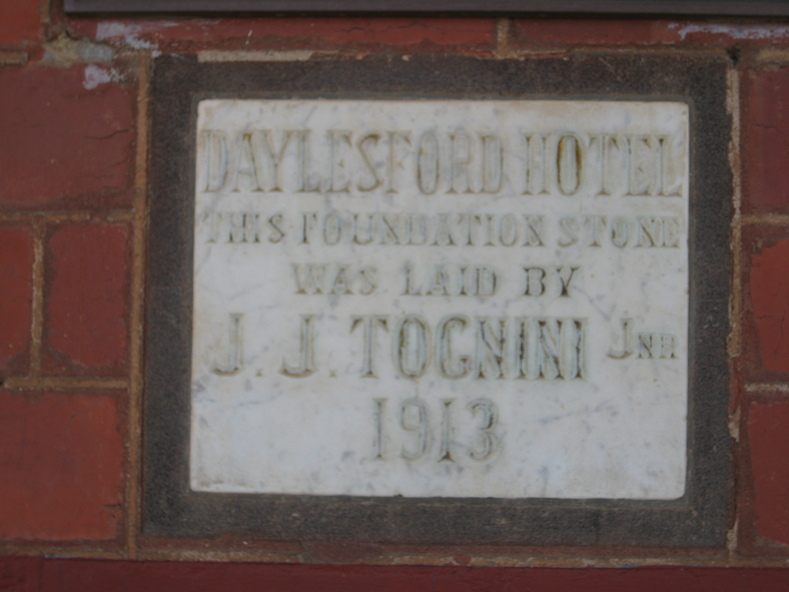 DAYLESFORD HOTEL
THIS FOUNDATION STONE
WAS LAID BY
J. J. TOGNINI JNR
1913